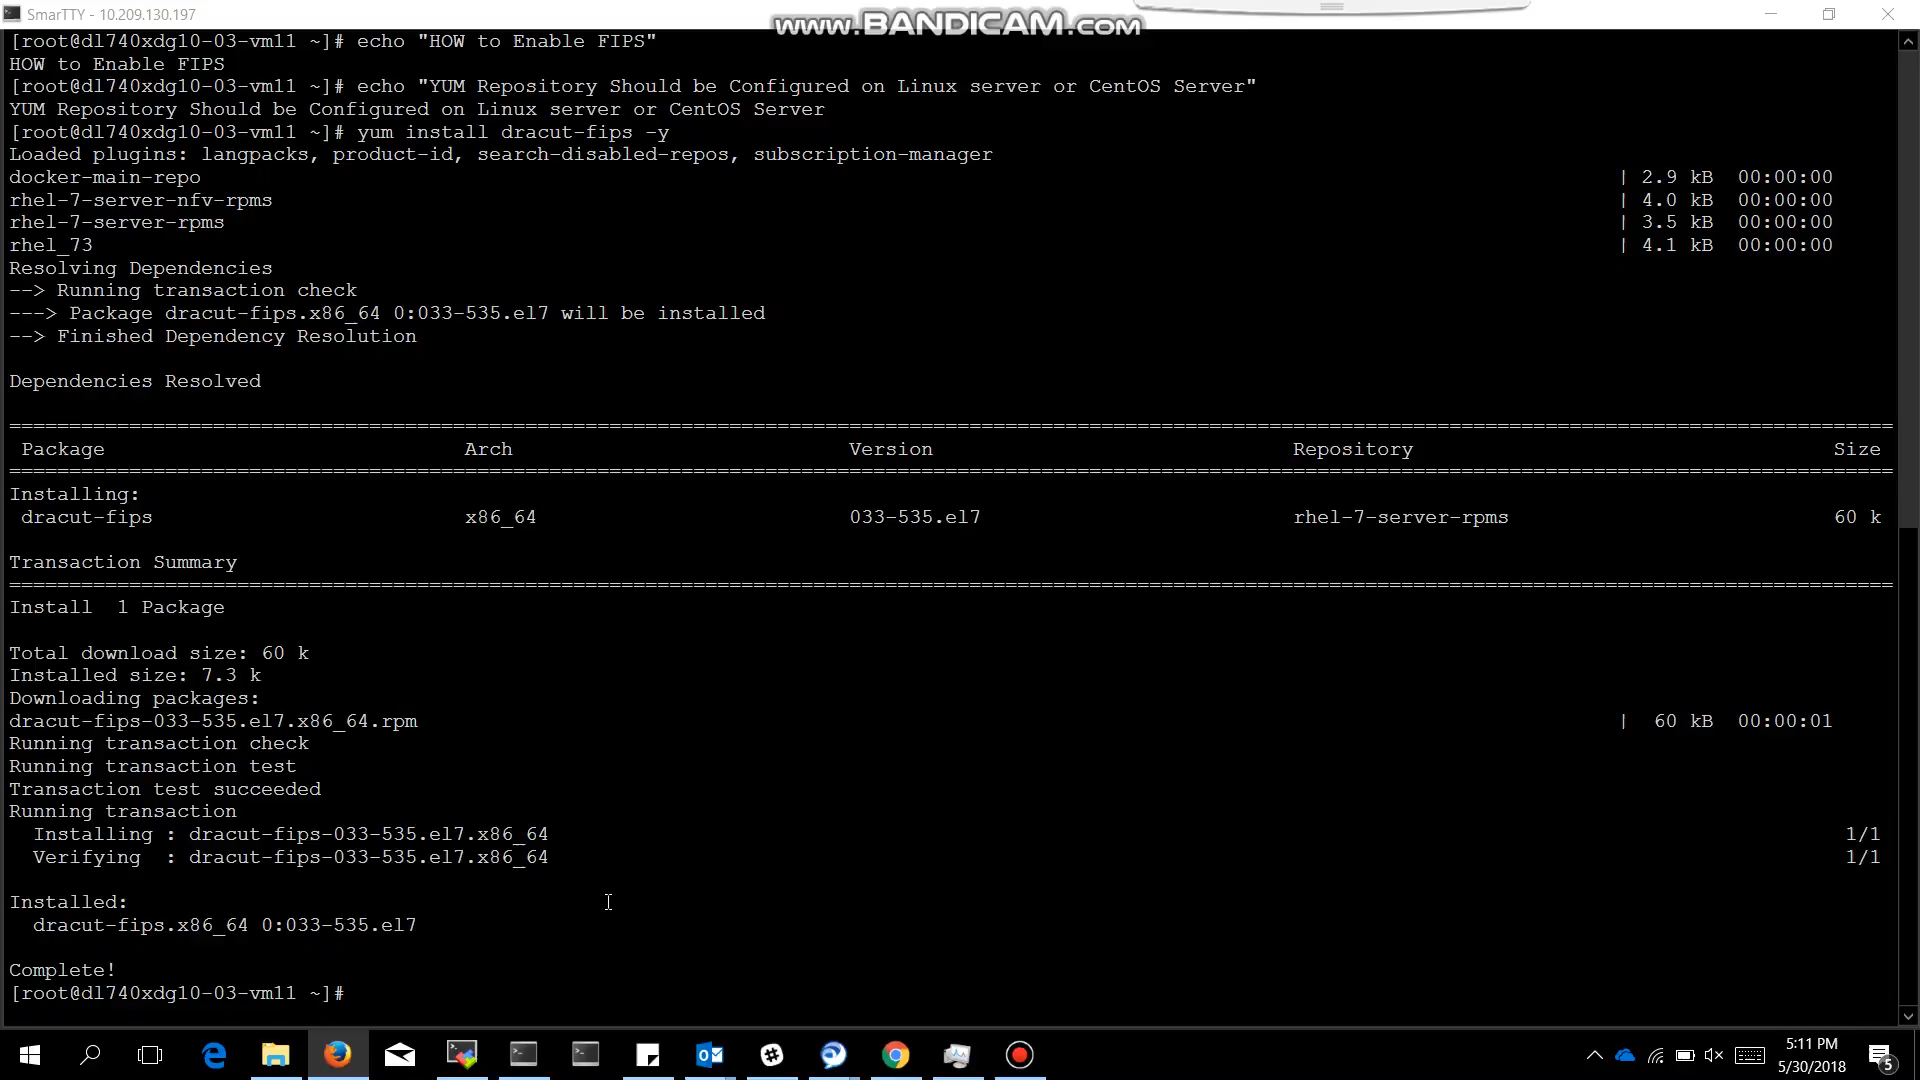 SmarTTY - 10.209.130.197
www.BANDICAM.com
[root@dl740xdg10-03-vm11 ~]# echo "HOW to Enable FIPS"
HOW to Enable FIPS
[root@dl740xdg10-03-vm11 ~]# echo "YUM Repository Should be Configured on Linux server or CentOS Server"
YUM Repository Should be Configured on Linux server or CentOS Server
[root@dl740xdg10-03-vm11 ~]# yum install dracut-fips -y
Loaded plugins: langpacks, product-id, search-disabled-repos, subscription-manager
docker-main-repo | 2.9 kB 00:00:00
rhel-7-server-nfv-rpms | 4.0 kB 00:00:00
rhel-7-server-rpms | 3.5 kB 00:00:00
rhel_73 | 4.1 kB 00:00:00
Resolving Dependencies
--> Running transaction check
---> Package dracut-fips.x86_64 0:033-535.el7 will be installed
--> Finished Dependency Resolution
Dependencies Resolved
Package Arch Version Repository Size
Installing:
dracut-fips x86_64 033-535.el7 rhel-7-server-rpms 60 k
Transaction Summary
Install 1 Package
Total download size: 60 k
Installed size: 7.3 k
Downloading packages:
dracut-fips-033-535.el7.x86_64.rpm | 60 kB 00:00:01
Running transaction check
Running transaction test
Transaction test succeeded
Running transaction
Installing : dracut-fips-033-535.el7.x86_64 1/1
Verifying : dracut-fips-033-535.el7.x86_64 1/1
Installed:
dracut-fips.x86_64 0:033-535.el7
Complete!
[root@dl740xdg10-03-vm11 ~]#
5:11 PM
5/30/2018
5